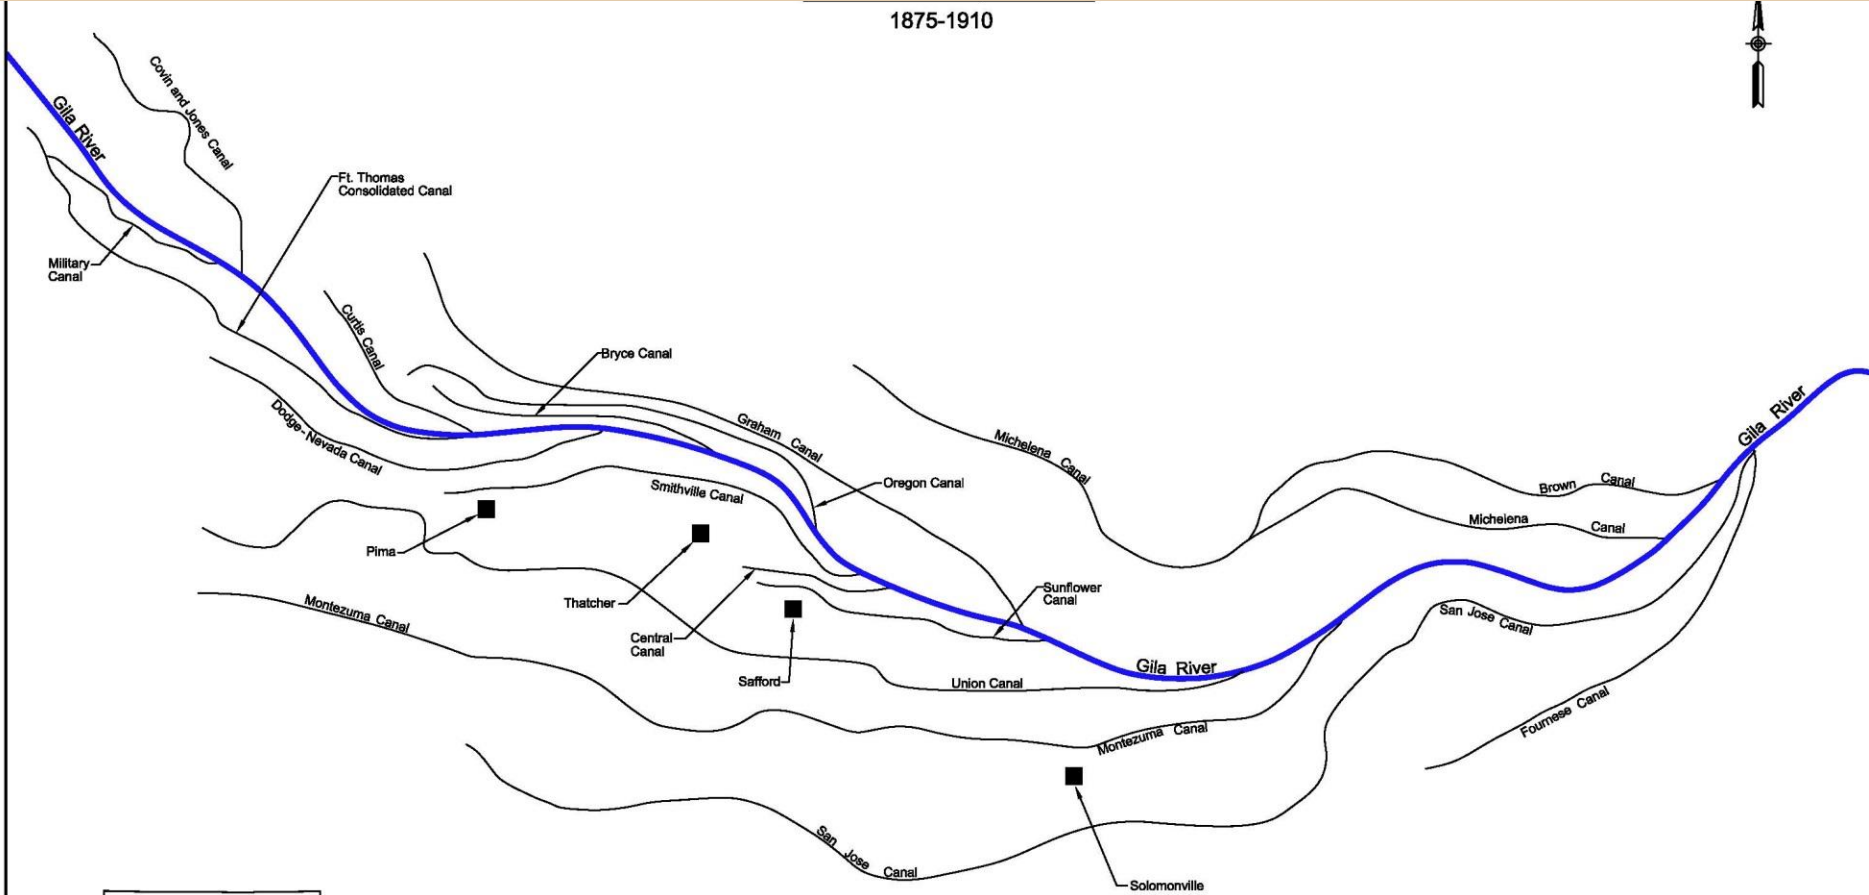 1875-1910
Covin and Jones Canal
Gila River
Ft. Thomas
Consolidated Canal
Military
Canal
Curtis Canal
Bryce Canal
Dodge-Nevada Canal
Graham Canal
Michelena Canal
Gila River
Oregon Canal
Smithville Canal
Brown Canal
Michelena Canal
Pima
Thatcher
Sunflower
Canal
Montezuma Canal
Central
Canal
San Jose Canal
Gila River
Safford
Union Canal
Fournese Canal
Montezuma Canal
San Jose Canal
Solomonville